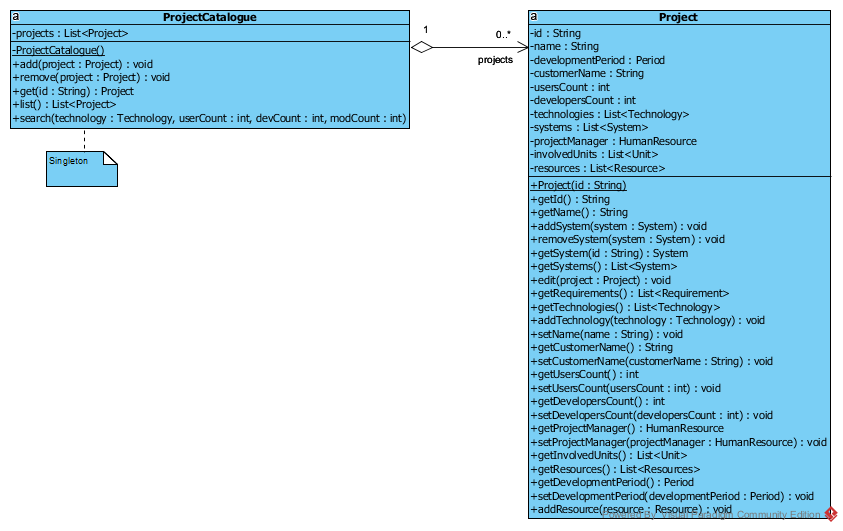 a
ProjectCatalogue
-projects : List<Project>
-ProjectCatalogue()
+add(project : Project) : void
+remove(project : Project) : void
+get(id : String) : Project
+list() : List<Project>
+search(technology : Technology, userCount : int, devCount : int, modCount : int)
Singleton
1
0..*
projects
a
Project
-id : String
-name : String
-developmentPeriod : Period
-customerName : String
-usersCount : int
-developersCount : int
-technologies : List<Technology>
-systems : List<System>
-projectManager : HumanResource
-involvedUnits : List<Unit>
-resources : List<Resource>
+Project(id : String)
+getId() : String
+getName() : String
+addSystem(system : System) : void
+removeSystem(system : System) : void
+getSystem(id : String) : System
+getSystems() : List<System>
+edit(project : Project) : void
+getRequirements() : List<Requirement>
+getTechnologies() : List<Technology>
+addTechnology(technology : Technology) : void
+setName(name : String) : void
+getCustomerName() : String
+setCustomerName(customerName : String) : void
+getUsersCount() : int
+setUsersCount(usersCount : int) : void
+getDevelopersCount() : int
+setDevelopersCount(developersCount : int) : void
+getProjectManager() : HumanResource
+setProjectManager(projectManager : HumanResource) : void
+getInvolvedUnits() : List<Unit>
+getResources() : List<Resources>
+getDevelopmentPeriod() : Period
+setDevelopmentPeriod(developmentPeriod : Period) : void
+addResource(resource : Resource) : void
Powered By Visual Paradigm Community Edition